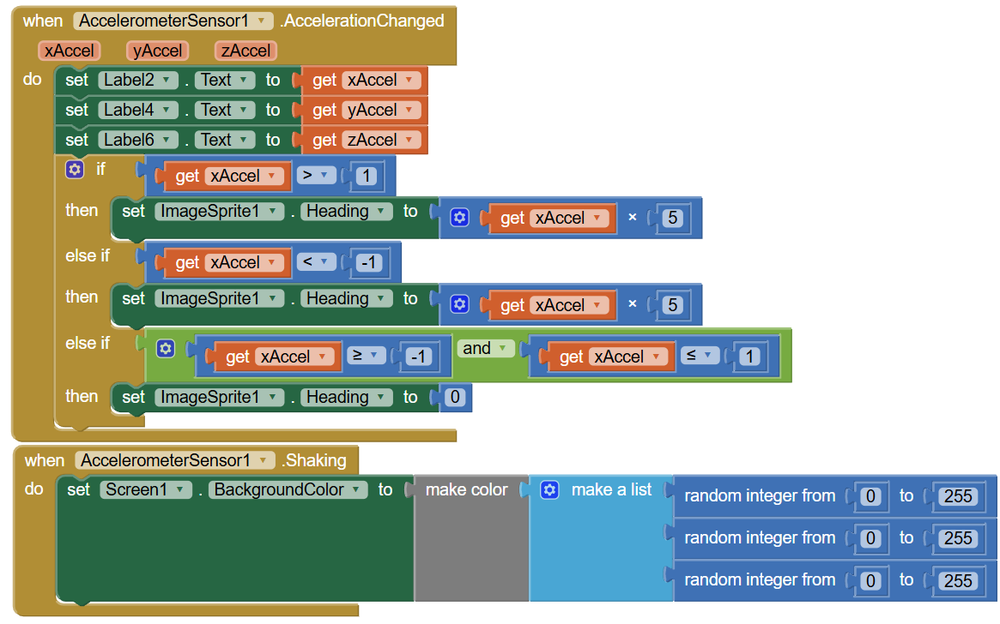 when AccelerometerSensor1 .AccelerationChanged
xAccel yAccel zAccel
do set Label2 . Text to get xAccel
set Label4 . Text to get yAccel
set Label6 . Text to get zAccel
if get xAccel > 1
then set ImageSprite1 . Heading to get xAccel × 5
else if get xAccel < -1
then set ImageSprite1 . Heading to get xAccel × 5
else if get xAccel ≥ -1 and get xAccel ≤ 1
then set ImageSprite1 . Heading to 0
when AccelerometerSensor1 .Shaking
do set Screen1 . BackgroundColor to make color make a list random integer from 0 to 255
random integer from 0 to 255
random integer from 0 to 255